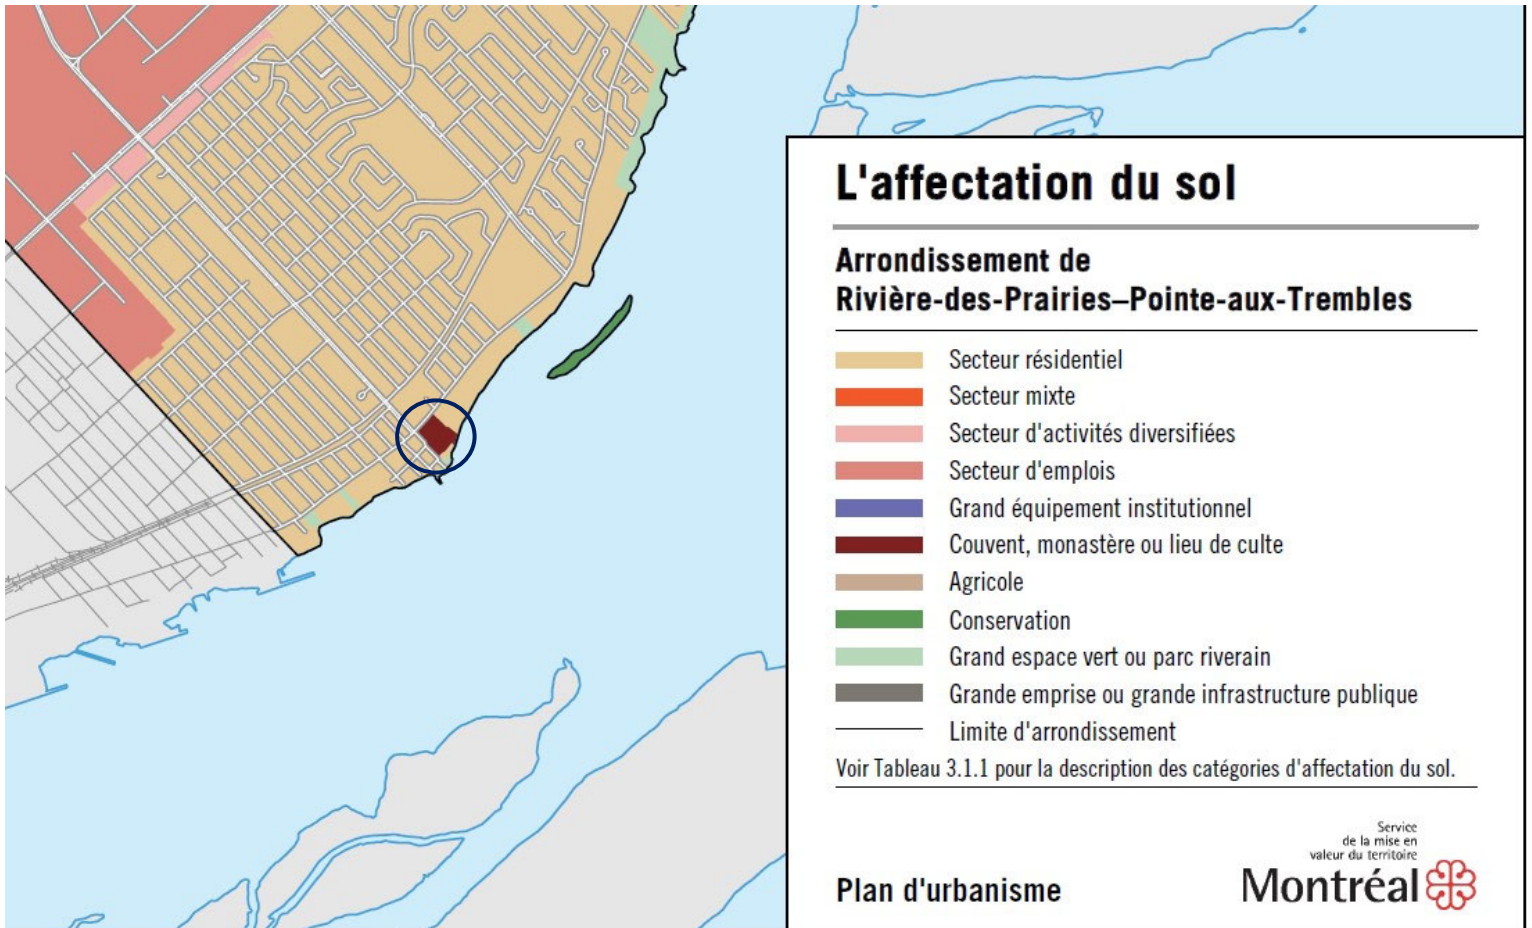 L'affectation du sol
Arrondissement de
Rivière-des-Prairies–Pointe-aux-Trembles
Secteur résidentiel
Secteur mixte
Secteur d'activités diversifiées
Secteur d'emplois
Grand équipement institutionnel
Couvent, monastère ou lieu de culte
Agricole
Conservation
Grand espace vert ou parc riverain
Grande emprise ou grande infrastructure publique
Limite d'arrondissement
Voir Tableau 3.1.1 pour la description des catégories d'affectation du sol.
Service
de la mise en
valeur du territoire
Plan d'urbanisme
Montréal